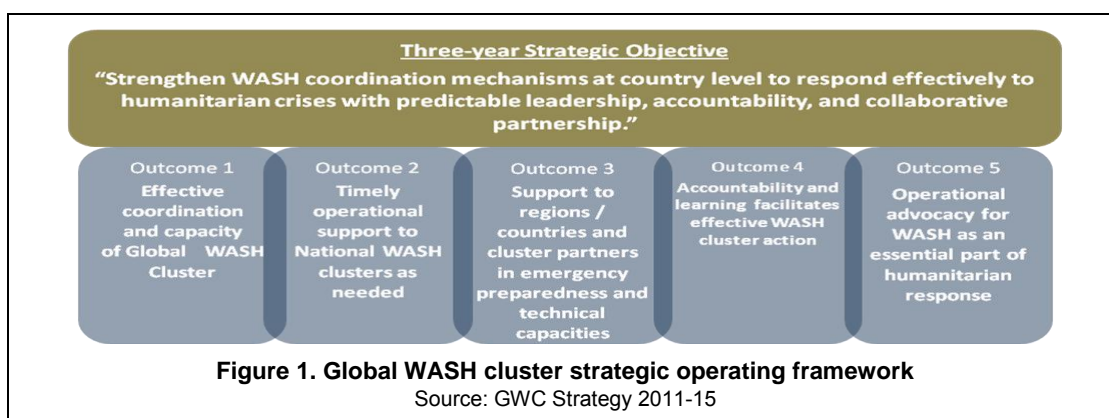 Three-year Strategic Objective
“Strengthen WASH coordination mechanisms at country level to respond effectively to
humanitarian crises with predictable leadership, accountability, and collaborative
partnership.”
Outcome 1
Effective
coordination
and capacity
of Global WASH
Cluster
Outcome 2
Timely
operational
support to
National WASH
clusters as
needed
Outcome 3
Support to
regions /
countries and
cluster partners
in emergency
preparedness and
technical
capacities
Outcome 4
Accountability and
learning facilitates
effective WASH
cluster action
Outcome 5
Operational
advocacy for
WASH as an
essential part of
humanitarian
response
Figure 1. Global WASH cluster strategic operating framework
Source: GWC Strategy 2011-15